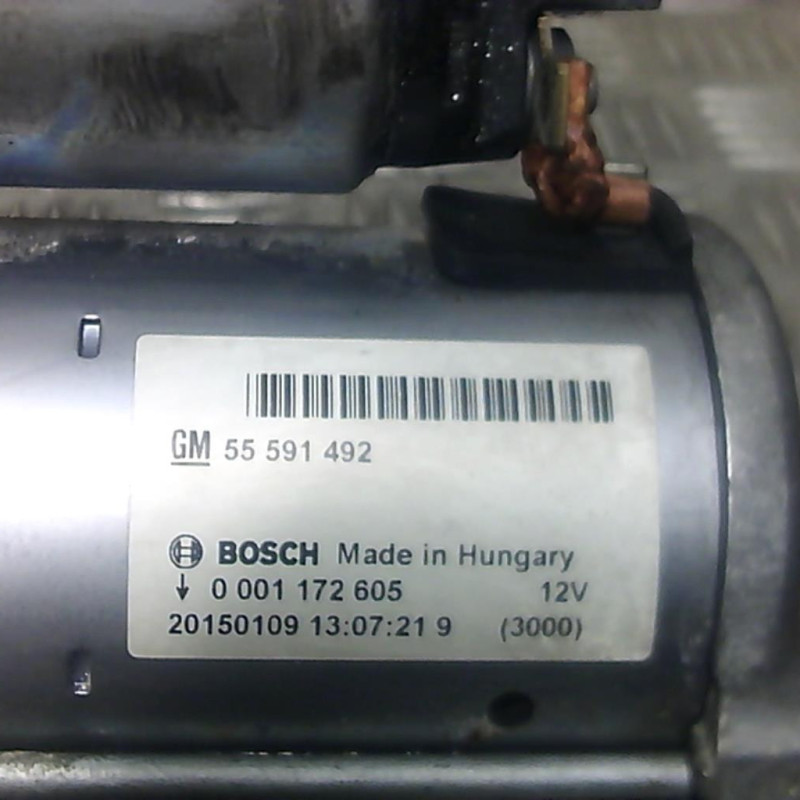 GM 55 591 492
BOSCH Made in Hungary
↓ 0 001 172 605 12V
20150109 13:07:21 9 (3000)